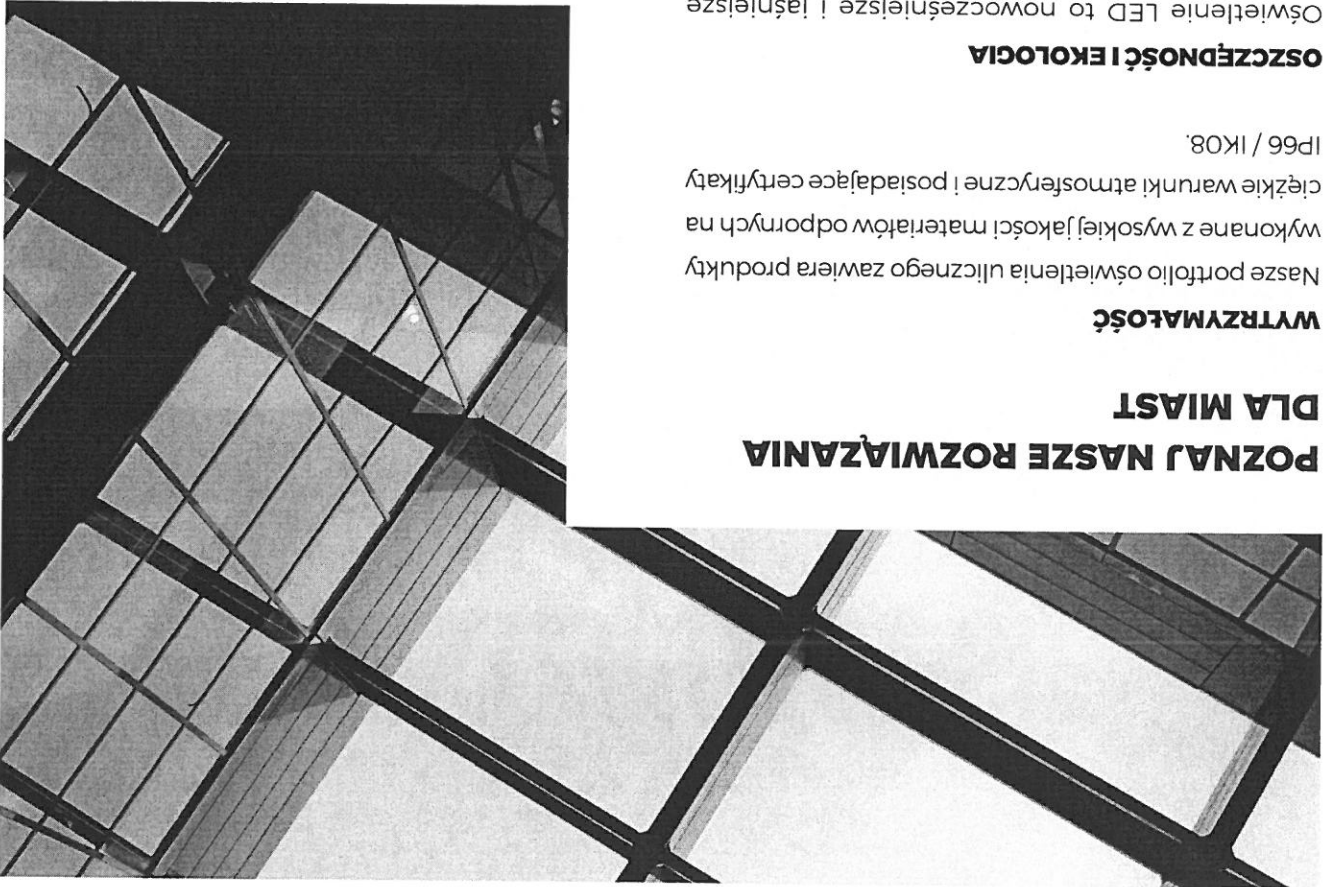 POZNAJ NASZE ROZWIĄZANIA
DLA MIAST
WYTRZYMAŁOŚĆ
Nasze portfolio oświetlenia ulicznego zawiera produkty
wykonane z wysokiej jakości materiałów odpornych na
ciężkie warunki atmosferyczne i posiadające certyfikaty
IP66 / IK08.
OSZCZĘDNOŚĆ I EKOLOGIA
Oświetlenie LED to nowocześniejsze i jaśniejsze